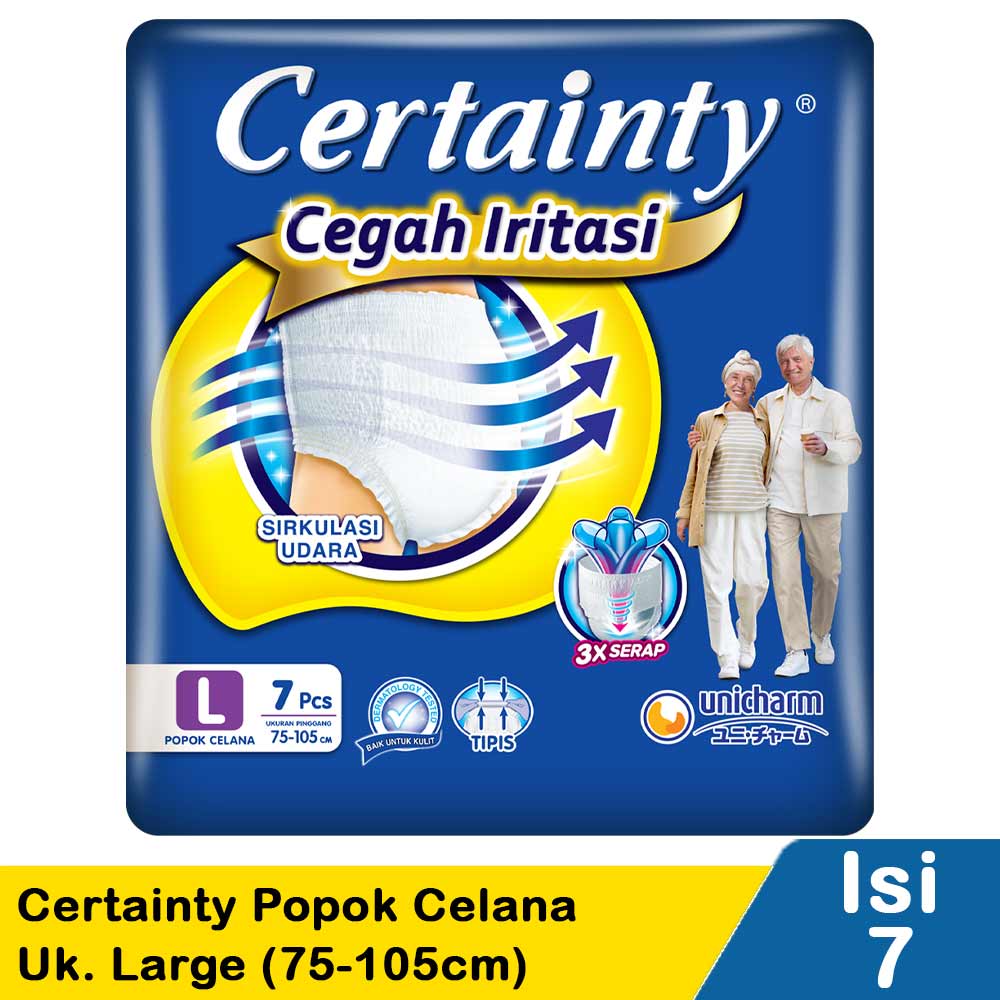 Certainty®
Cegah Iritasi
SIRKULASI
UDARA
3X SERAP
L
POPOK CELANA
7 Pcs
UKURAN PINGGANG
75-105 CM
DERMATOLOGY TESTED
BAIK UNTUK KULIT
TIPIS
unicharm
ユニ・チャーム
Certainty Popok Celana
Uk. Large (75-105cm)
Isi
7